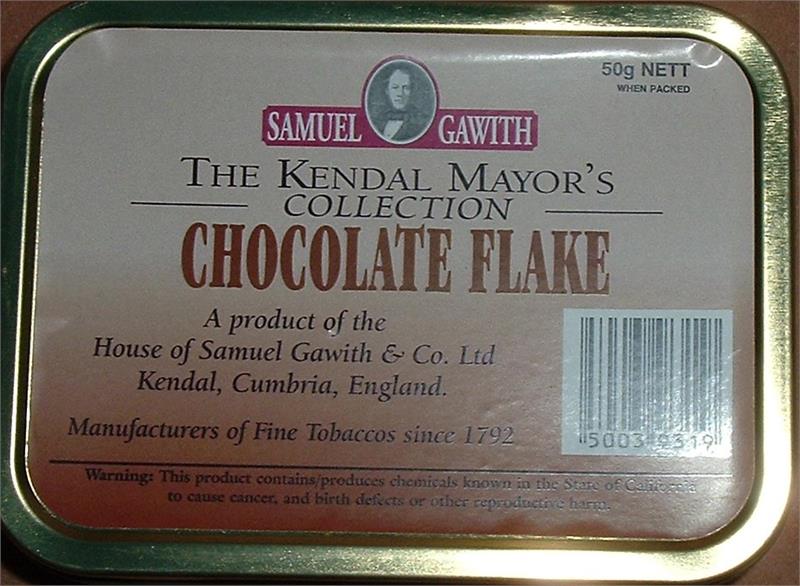 50g NETT
WHEN PACKED
SAMUEL GAWITH
THE KENDAL MAYOR'S
COLLECTION
CHOCOLATE FLAKE
A product of the
House of Samuel Gawith & Co. Ltd
Kendal, Cumbria, England.
Manufacturers of Fine Tobaccos since 1792
5003 9319
Warning: This product contains/produces chemicals known in the State of California
to cause cancer, and birth defects or other reproductive harm.